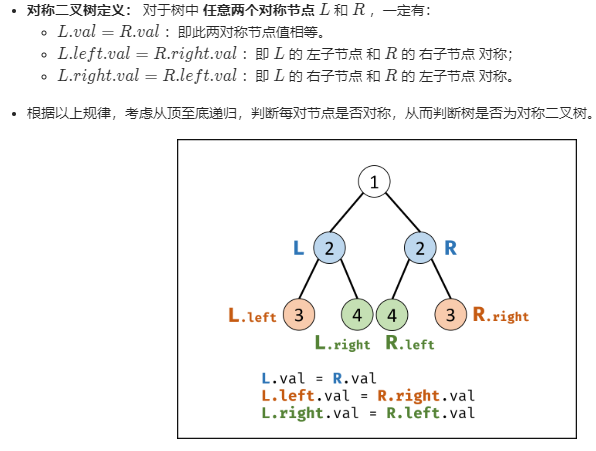 • 对称二叉树定义： 对于树中 任意两个对称节点 L 和 R ，一定有：
◦ L.val = R.val ：即此两对称节点值相等。
◦ L.left.val = R.right.val ：即 L 的 左子节点 和 R 的 右子节点 对称；
◦ L.right.val = R.left.val ：即 L 的 右子节点 和 R 的 左子节点 对称。
• 根据以上规律，考虑从顶至底递归，判断每对节点是否对称，从而判断树是否为对称二叉树。
1
L 2 2 R
L.left 3 4 4 3 R.right
L.right R.left
L.val = R.val
L.left.val = R.right.val
L.right.val = R.left.val